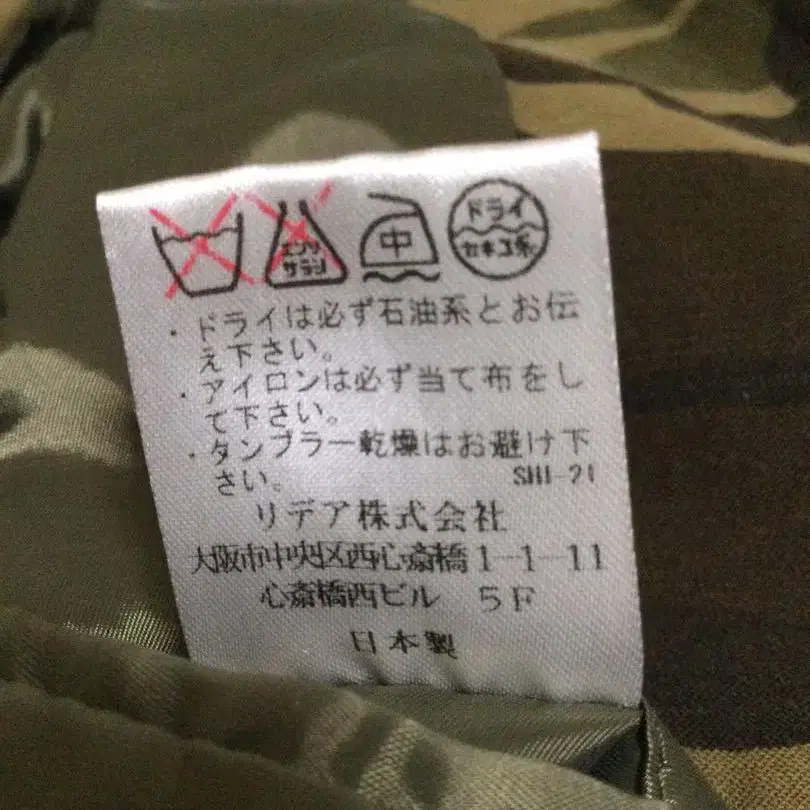 エンソ
サラシ
中
ドライ
セキユ系
・ドライは必ず石油系とお伝
え下さい。
・アイロンは必ず当て布をし
て下さい。
・タンブラー乾燥はお避け下
さい。
SHI-21
リデア株式会社
大阪市中央区西心斎橋1-1-11
心斎橋西ビル 5F
日本製